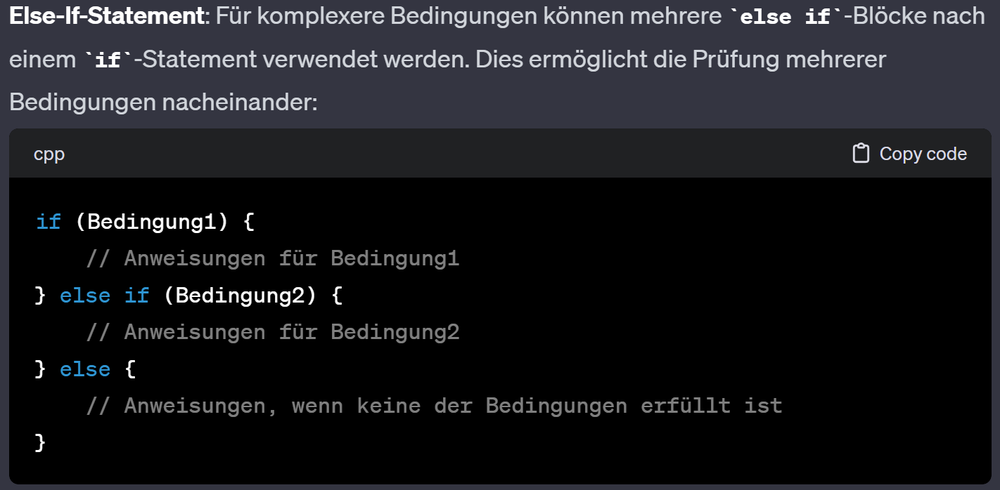 Else-If-Statement: Für komplexere Bedingungen können mehrere `else if`-Blöcke nach
einem `if`-Statement verwendet werden. Dies ermöglicht die Prüfung mehrerer
Bedingungen nacheinander:
cpp
Copy code
if (Bedingung1) {
    // Anweisungen für Bedingung1
} else if (Bedingung2) {
    // Anweisungen für Bedingung2
} else {
    // Anweisungen, wenn keine der Bedingungen erfüllt ist
}